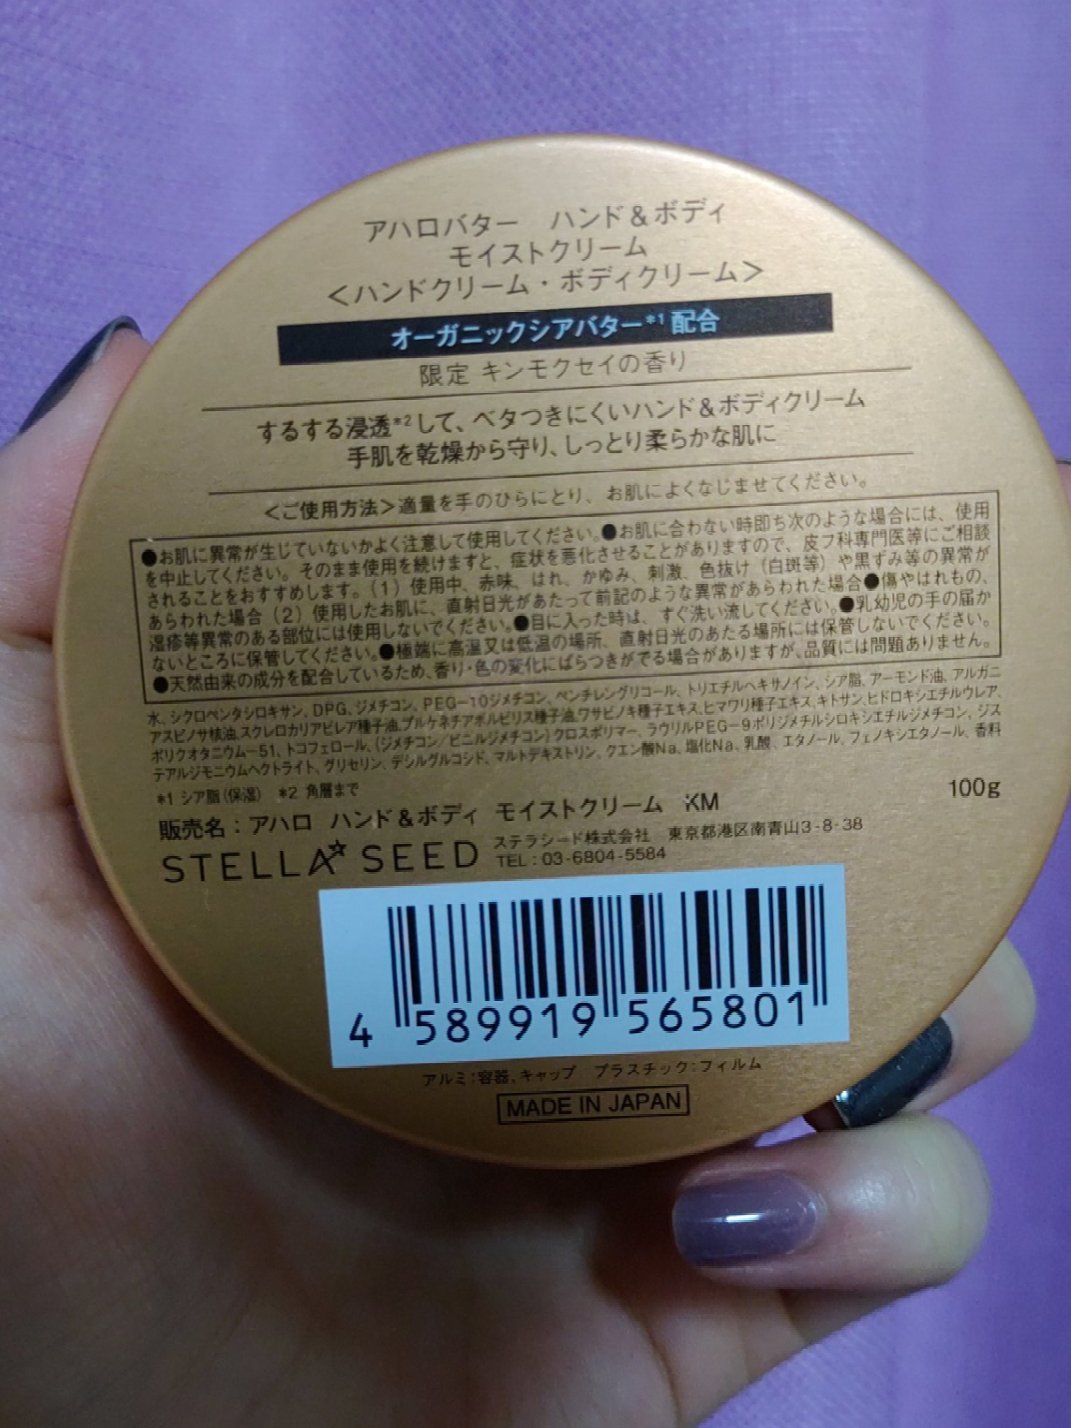 アハロバター ハンド＆ボディ
モイストクリーム
＜ハンドクリーム・ボディクリーム＞
オーガニックシアバター*1配合
限定 キンモクセイの香り
するする浸透*2して、ベタつきにくいハンド＆ボディクリーム
手肌を乾燥から守り、しっとり柔らかな肌に
＜ご使用方法＞適量を手のひらにとり、お肌によくなじませてください。
●お肌に異常が生じていないかよく注意して使用してください。●お肌に合わない時即ち次のような場合には、使用
を中止してください。そのまま使用を続けますと、症状を悪化させることがありますので、皮フ科専門医等にご相談
されることをおすすめします。(1) 使用中、赤味、はれ、かゆみ、刺激、色抜け（白斑等）や黒ずみ等の異常が
あらわれた場合 (2) 使用したお肌に、直射日光があたって前記のような異常があらわれた場合●傷やはれもの、
湿疹等異常のある部位には使用しないでください。●目に入った時は、すぐ洗い流してください。●乳幼児の手の届か
ないところに保管してください。●極端に高温又は低温の場所、直射日光のあたる場所には保管しないでください。
●天然由来の成分を配合しているため、香り・色の変化にばらつきがでる場合がありますが、品質には問題ありません。
水、シクロペンタシロキサン、DPG、ジメチコン、PEG-10ジメチコン、ペンチレングリコール、トリエチルヘキサノイン、シア脂、アーモンド油、アルガニ
アスピノサ核油、スクレロカリアビレア種子油、プルケネチアボルビリス種子油、ワサビノキ種子エキス、ヒマワリ種子エキス、キトサン、ヒドロキシエチルウレア、
ポリクオタニウム-51、トコフェロール、(ジメチコン/ビニルジメチコン)クロスポリマー、ラウリルPEG-9ポリジメチルシロキシエチルジメチコン、ジス
テアルジモニウムヘクトライト、グリセリン、デシルグルコシド、マルトデキストリン、クエン酸Na、塩化Na、乳酸、エタノール、フェノキシエタノール、香料
*1 シア脂(保湿) *2 角層まで
100g
販売名：アハロ ハンド＆ボディ モイストクリーム KM
STELLA SEED
ステラシード株式会社 東京都港区南青山3-8-38
TEL：03-6804-5584
4 589919 565801
アルミ：容器、キャップ プラスチック：フィルム
MADE IN JAPAN